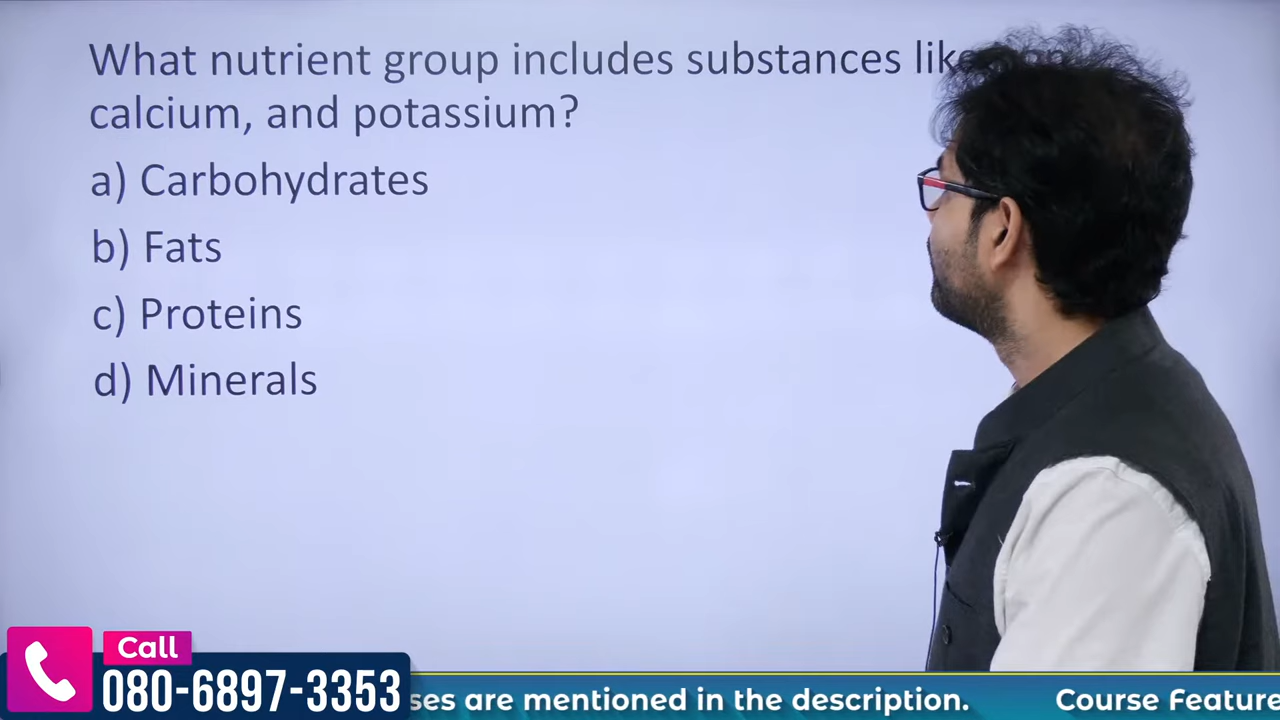 What nutrient group includes substances like
calcium, and potassium?
a) Carbohydrates
b) Fats
c) Proteins
d) Minerals
Call
080-6897-3353
ses are mentioned in the description. Course Feature